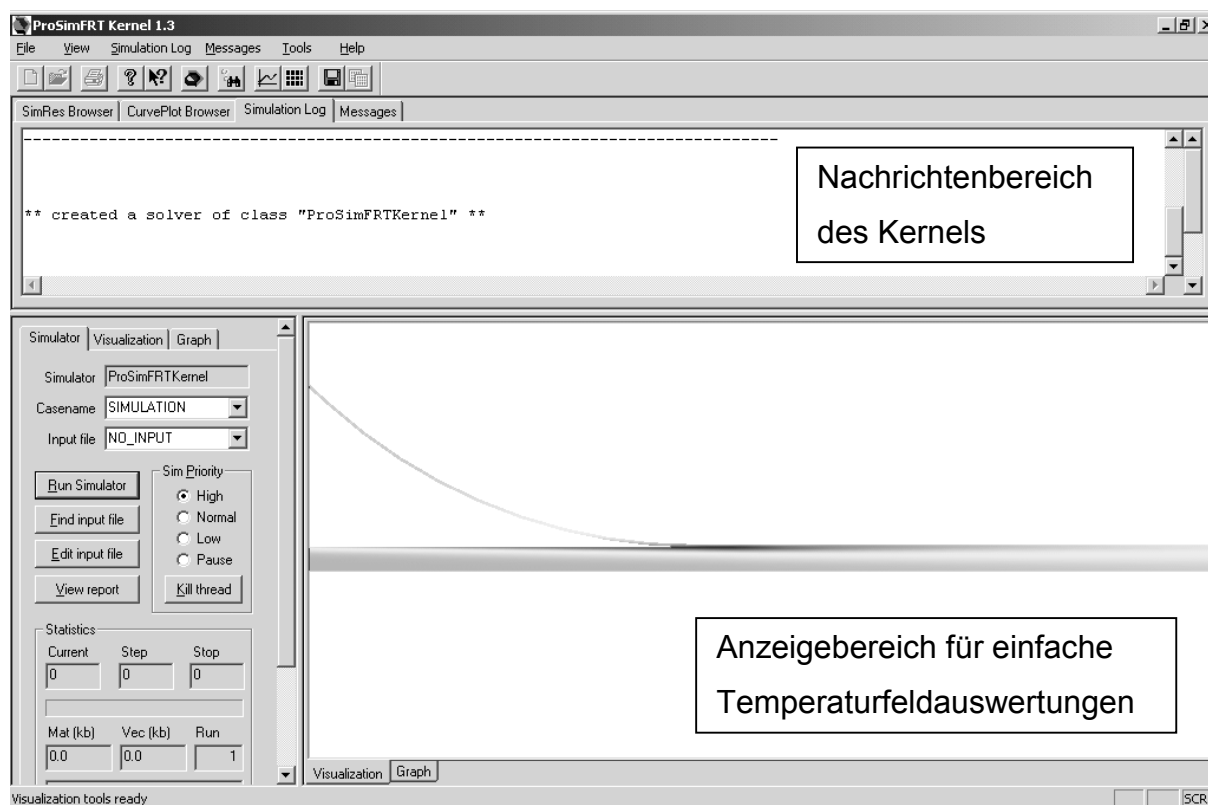 ProSimFRT Kernel 1.3
File View Simulation Log Messages Tools Help
SimRes Browser CurvePlot Browser Simulation Log Messages
** created a solver of class "ProSimFRTKernel" **
Nachrichtenbereich
des Kernels
Simulator Visualization Graph
Simulator ProSimFRTKernel
Casename SIMULATION
Input file NO_INPUT
Run Simulator
Find input file
Edit input file
View report
Sim Priority
High
Normal
Low
Pause
Kill thread
Statistics
Current Step Stop
0 0 0
Mat (kb) Vec (kb) Run
0.0 0.0 1
Anzeigebereich für einfache
Temperaturfeldauswertungen
Visualization Graph
Visualization tools ready
SCR